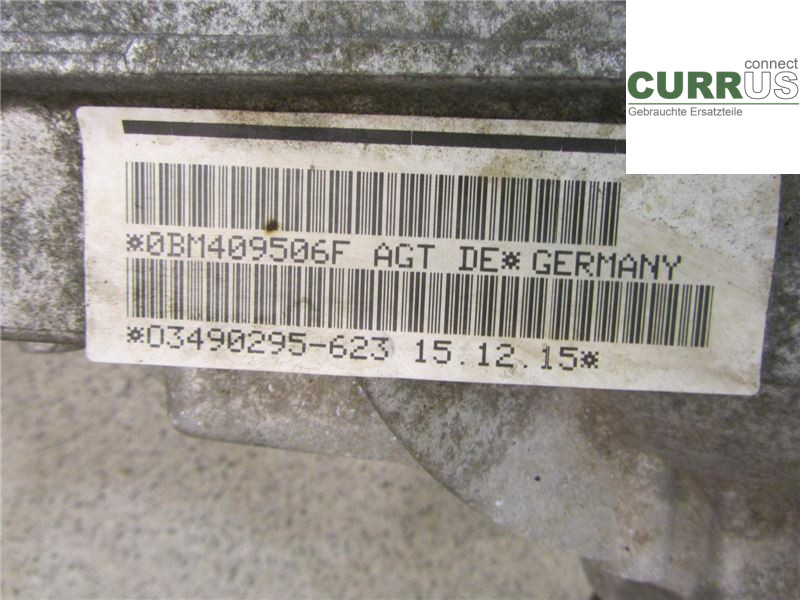 connect
CURRUS
Gebrauchte Ersatzteile
*0BM409506F AGT DE* GERMANY
*03490295-623 15.12.15*